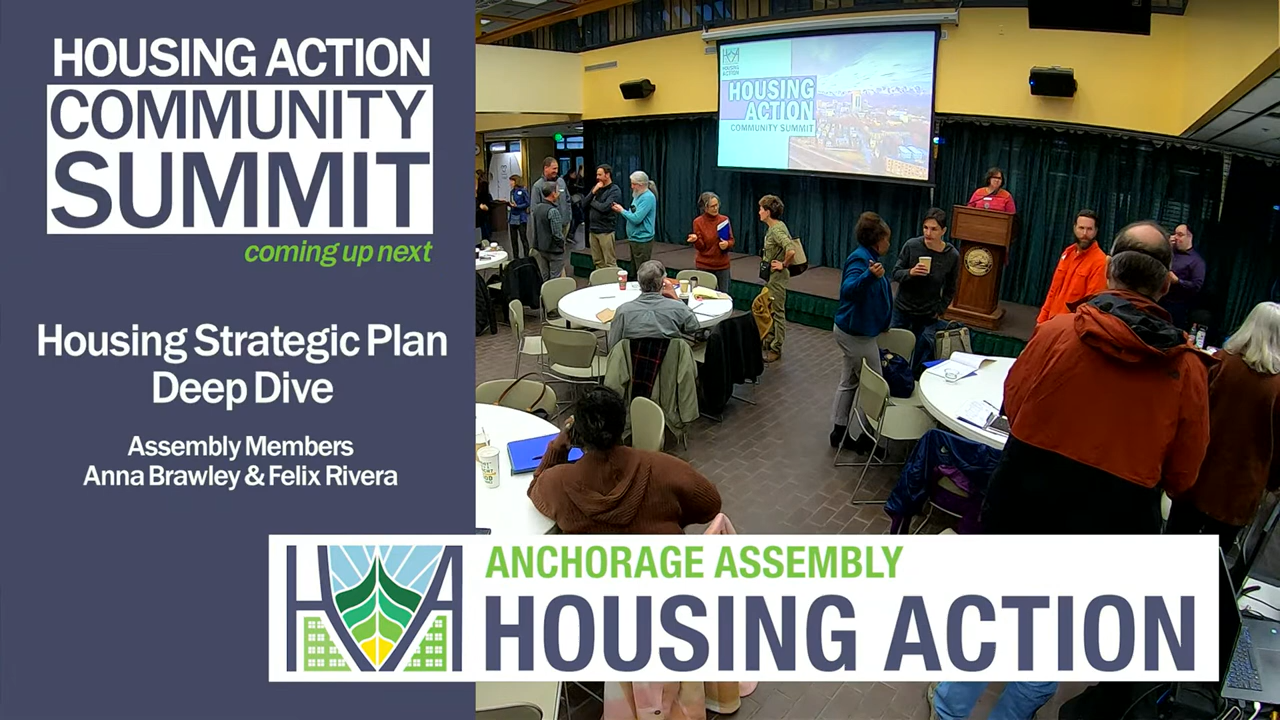 HOUSING ACTION
COMMUNITY
SUMMIT
coming up next
Housing Strategic Plan
Deep Dive
Assembly Members
Anna Brawley & Felix Rivera
HOUSING
ACTION
COMMUNITY SUMMIT
HA
ANCHORAGE ASSEMBLY
HOUSING ACTION